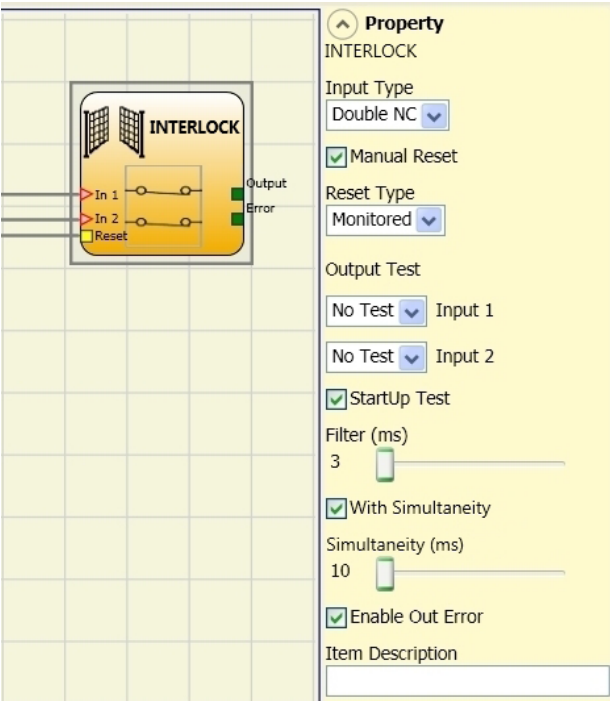 INTERLOCK
In 1
In 2
Reset
Output
Error
Property
INTERLOCK
Input Type
Double NC
Manual Reset
Reset Type
Monitored
Output Test
No Test Input 1
No Test Input 2
StartUp Test
Filter (ms)
3
With Simultaneity
Simultaneity (ms)
10
Enable Out Error
Item Description